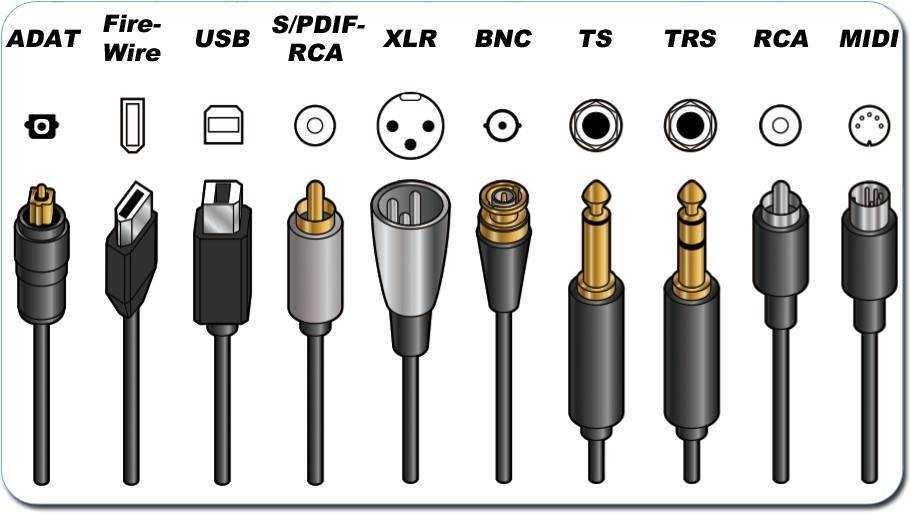 ADAT
Fire-
Wire
USB
S/PDIF-
RCA
XLR
BNC
TS
TRS
RCA
MIDI